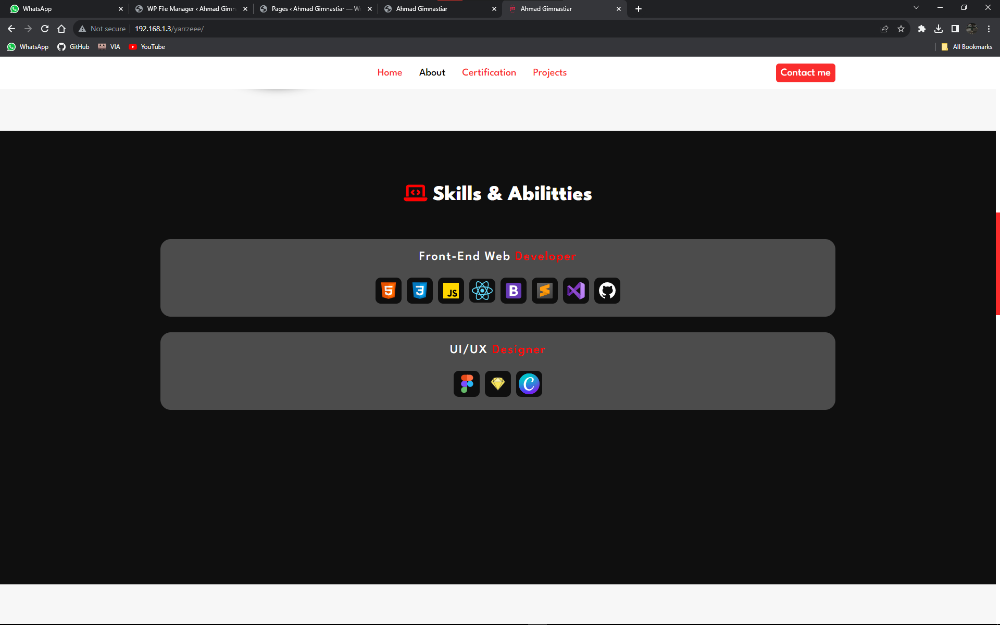 WhatsApp
WP File Manager ‹ Ahmad Gimn
Pages ‹ Ahmad Gimnastiar — W
Ahmad Gimnastiar
Ahmad Gimnastiar
Not secure 192.168.1.3/yarrzeee/
WhatsApp GitHub VIA YouTube All Bookmarks
Home About Certification Projects Contact me
Skills & Abilitties
Front-End Web Developer
5 3 JS B
UI/UX Designer
C